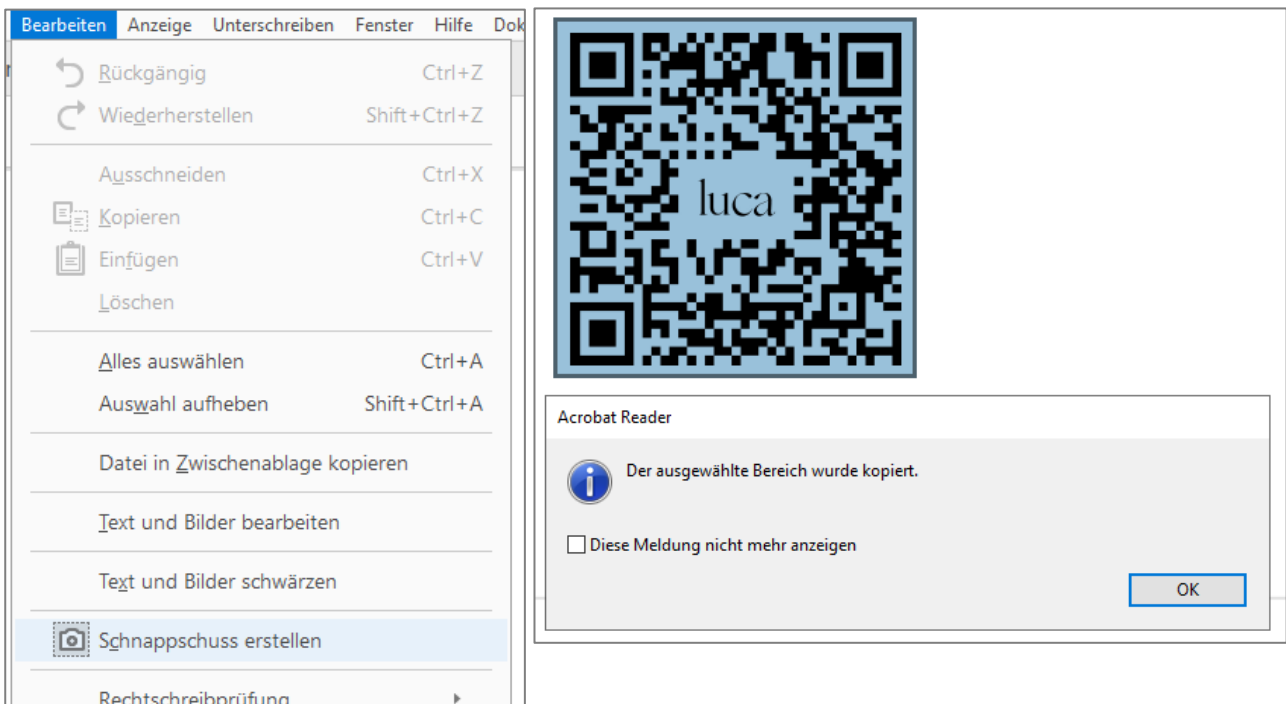 Bearbeiten Anzeige Unterschreiben Fenster Hilfe Dok
Rückgängig Ctrl+Z
Wiederherstellen Shift+Ctrl+Z
Ausschneiden Ctrl+X
Kopieren Ctrl+C
Einfügen Ctrl+V
Löschen
Alles auswählen Ctrl+A
Auswahl aufheben Shift+Ctrl+A
Datei in Zwischenablage kopieren
Text und Bilder bearbeiten
Text und Bilder schwärzen
Schnappschuss erstellen
Rechtschreibprüfung
luca
Acrobat Reader
Der ausgewählte Bereich wurde kopiert.
Diese Meldung nicht mehr anzeigen
OK